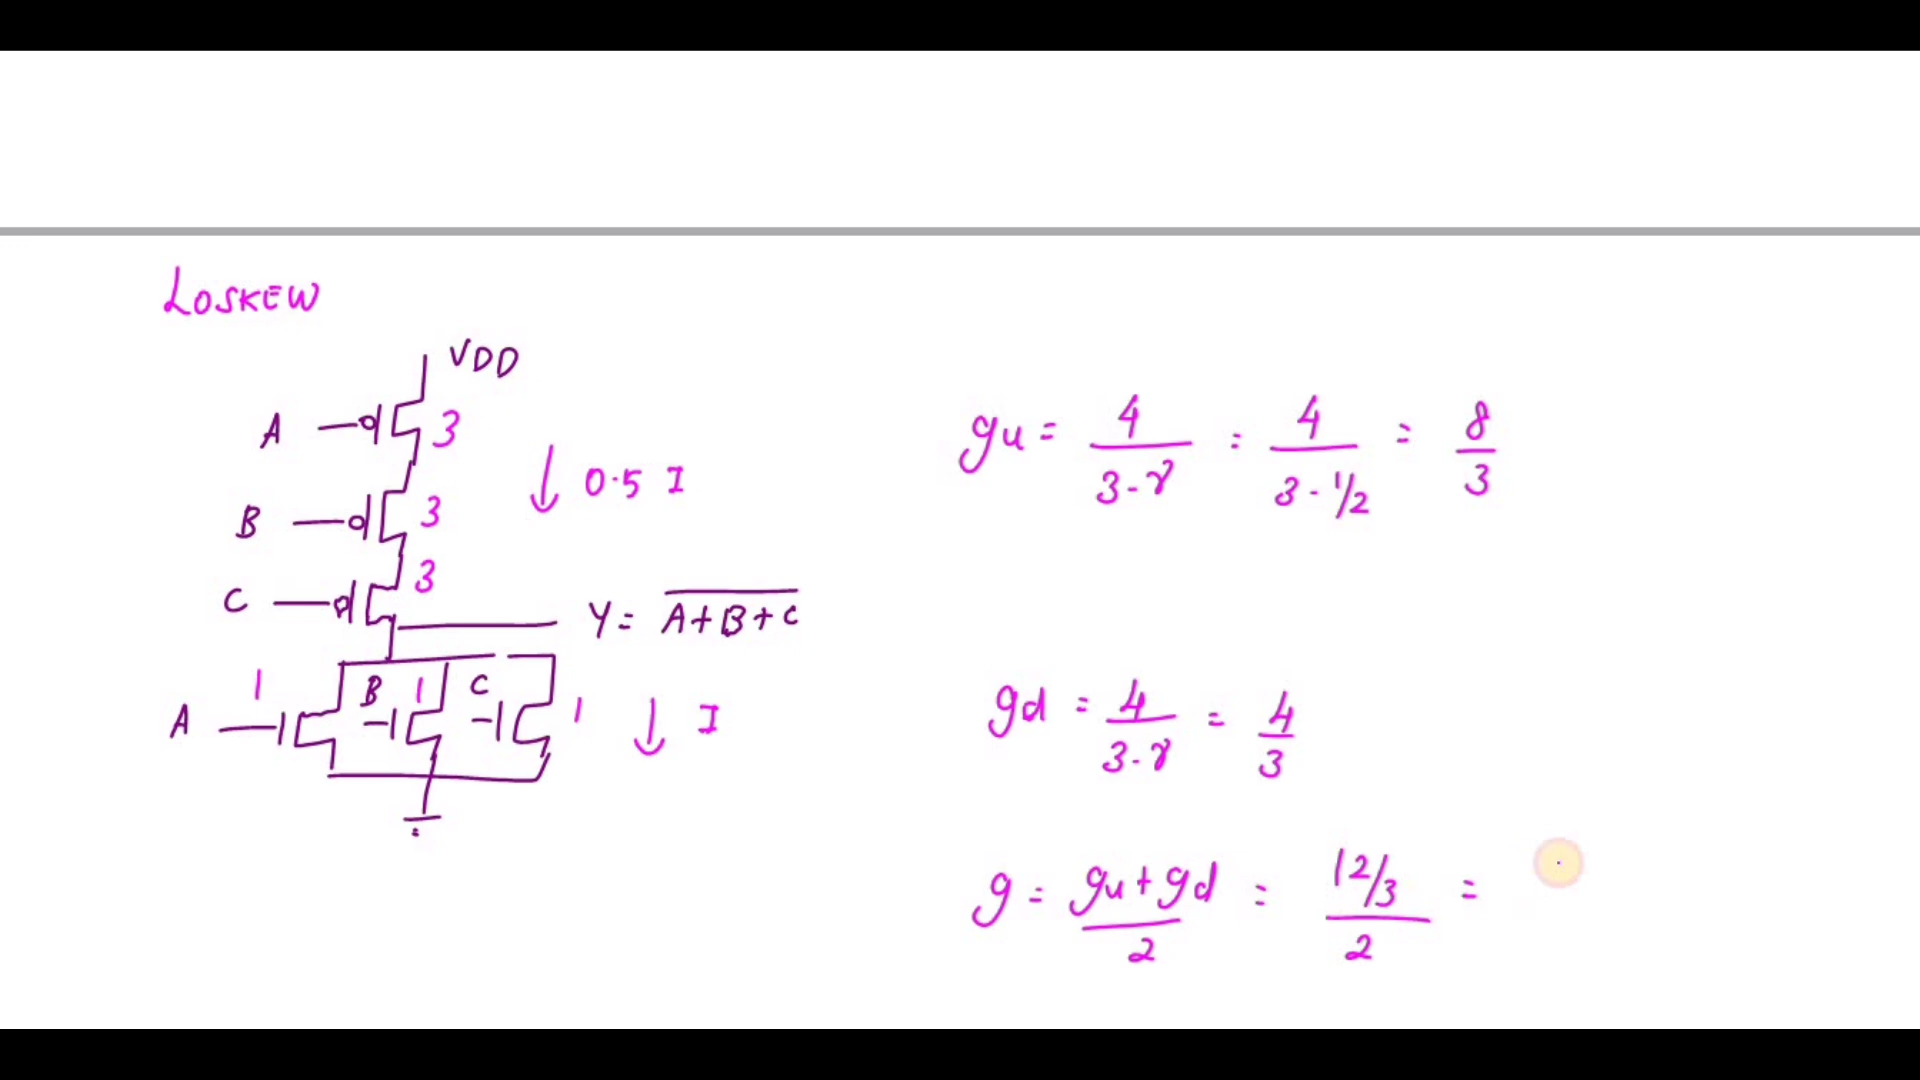 LOSKEW
VDD
A 3
B 3
C 3
↓ 0.5 I
Y = \overline{A+B+C}
A 1 B 1 C 1
↓ I
gu = 4/(3·γ) = 4/(3·1/2) = 8/3
gd = 4/(3·γ) = 4/3
g = (gu+gd)/2 = (12/3)/2 =